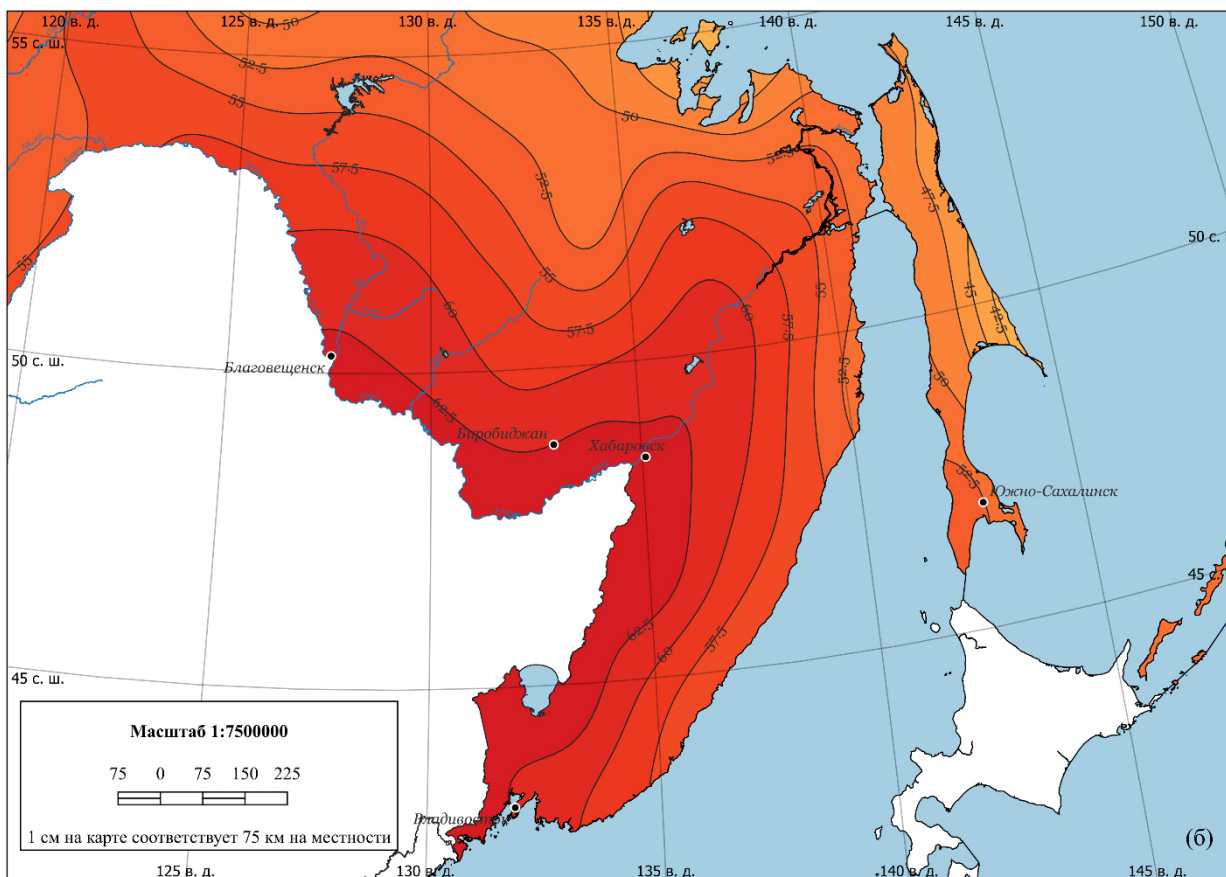 120 в. д.
125 в. д.
130 в. д.
135 в. д.
140 в. д.
145 в. д.
150 в. д.
55 с. ш.
50
52.5
55
50
57.5
52.5
52.5
47.5
50 с.
55
55
45
57.5
42.5
60
55
60
57.5
52.5
50 с. ш.
Благовещенск
50
62.5
Биробиджан
Хабаровск
52.5
Южно-Сахалинск
45 с.
62.5
57.5
60
45 с. ш.
Масштаб 1:7500000
75 0 75 150 225
1 см на карте соответствует 75 км на местности
Владивосток
(б)
125 в. д.
130 в. д.
135 в. д.
140 в. д.
145 в. д.